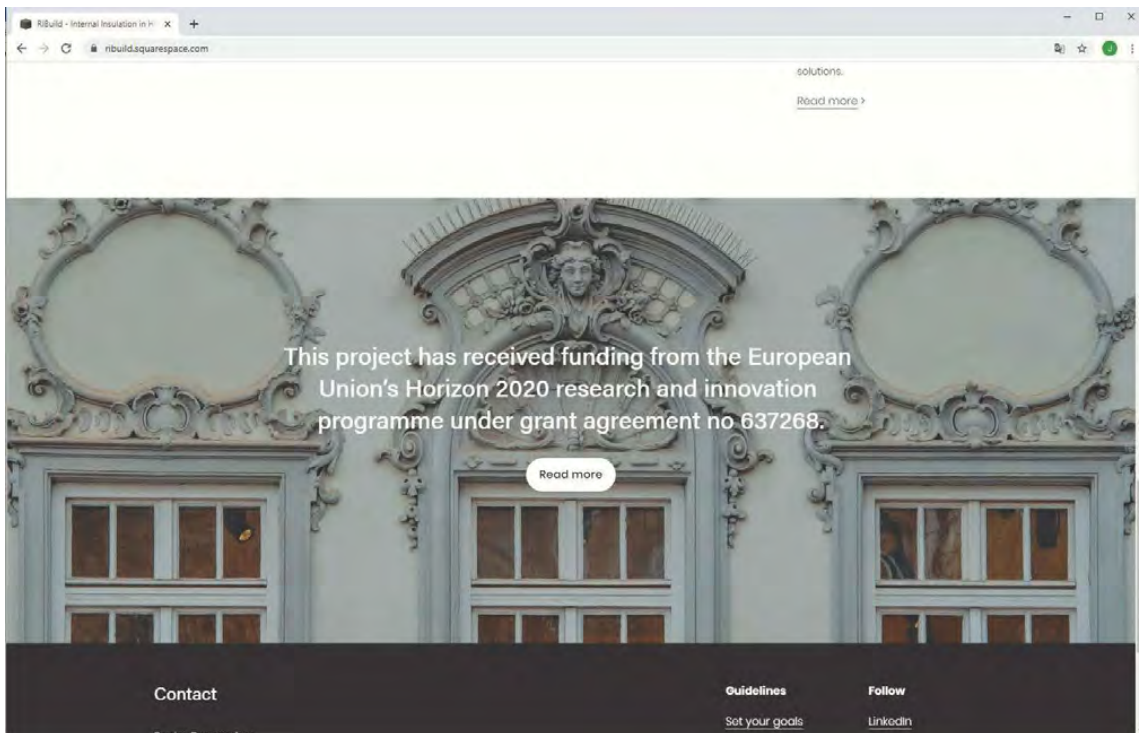 RIBuild - Internal Insulation in H
ribuild.squarespace.com
J
solutions.
Read more >
This project has received funding from the European
Union's Horizon 2020 research and innovation
programme under grant agreement no 637268.
Read more
Contact
Guidelines
Follow
Set your goals
LinkedIn